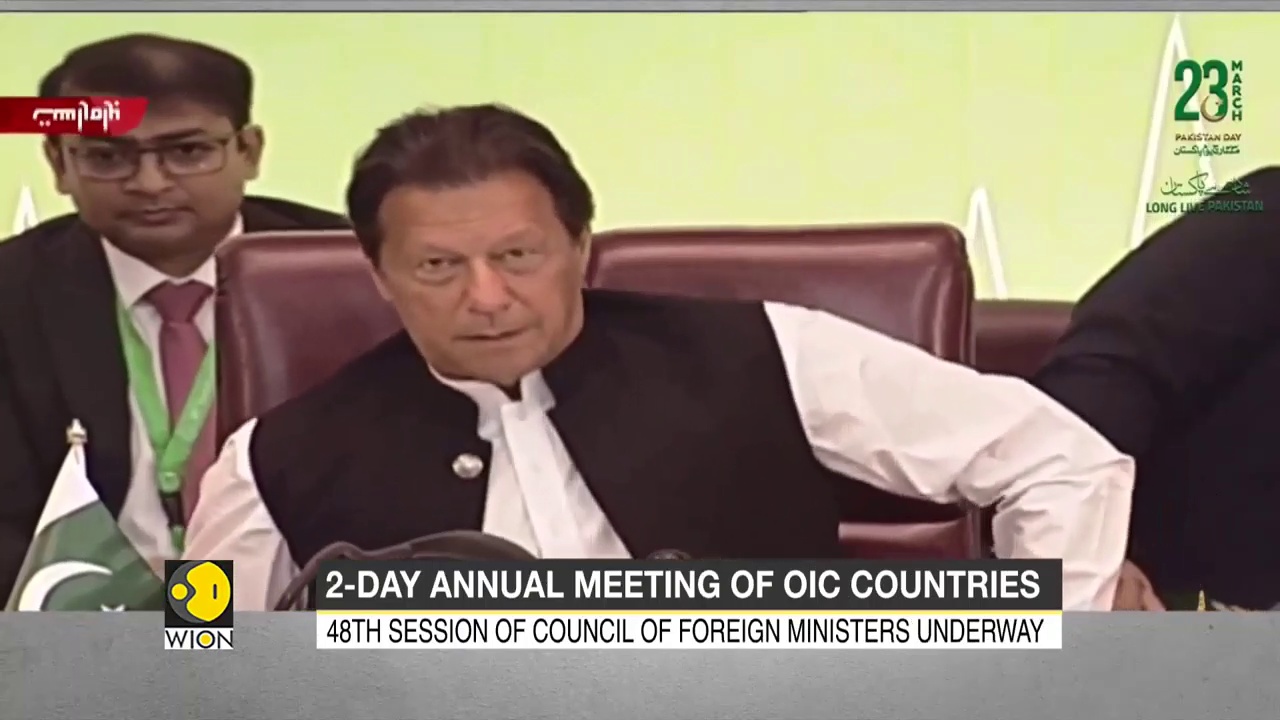 23
MARCH
PAKISTAN DAY
LONG LIVE PAKISTAN
WION
2-DAY ANNUAL MEETING OF OIC COUNTRIES
48TH SESSION OF COUNCIL OF FOREIGN MINISTERS UNDERWAY